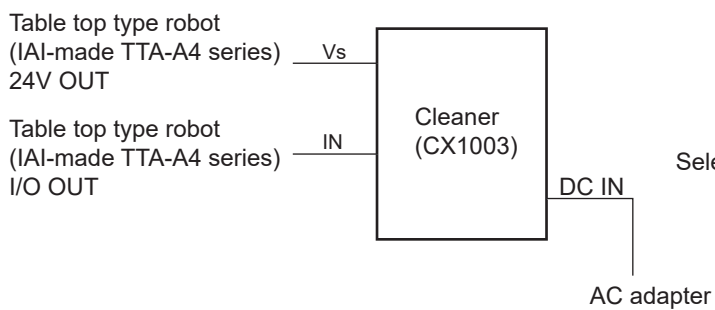 Table top type robot
(IAI-made TTA-A4 series)
24V OUT
Vs
Table top type robot
(IAI-made TTA-A4 series)
I/O OUT
IN
Cleaner
(CX1003)
DC IN
AC adapter